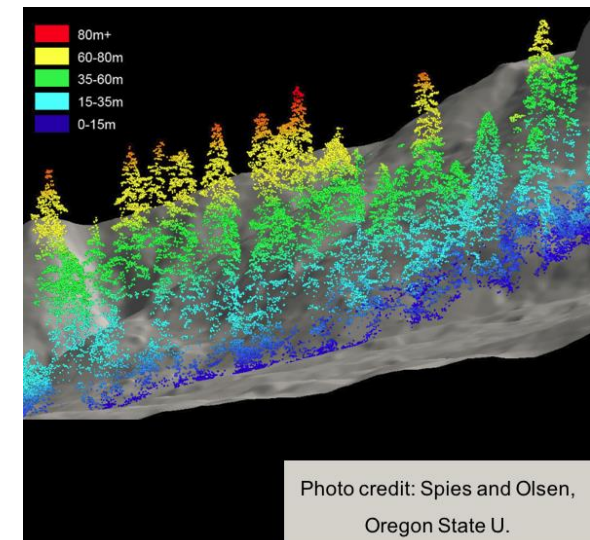 80m+
60-80m
35-60m
15-35m
0-15m
Photo credit: Spies and Olsen,
Oregon State U.